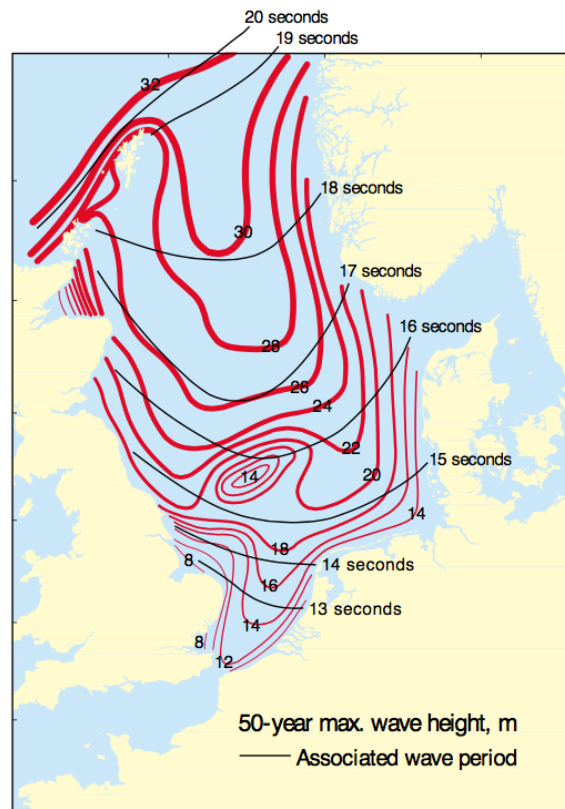 20 seconds
19 seconds
32
18 seconds
30
17 seconds
16 seconds
28
26
24
22
15 seconds
20
14
14
18
14 seconds
8
16
13 seconds
14
8
12
50-year max. wave height, m
Associated wave period